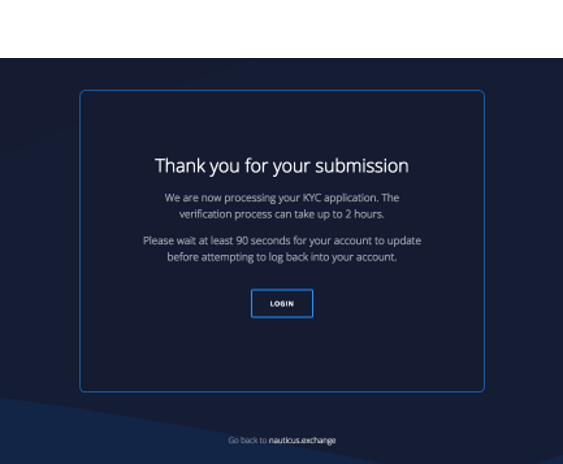 Thank you for your submission
We are now processing your KYC application. The
verification process can take up to 2 hours.
Please wait at least 90 seconds for your account to update
before attempting to log back into your account.
LOGIN
Go back to nauticus.exchange